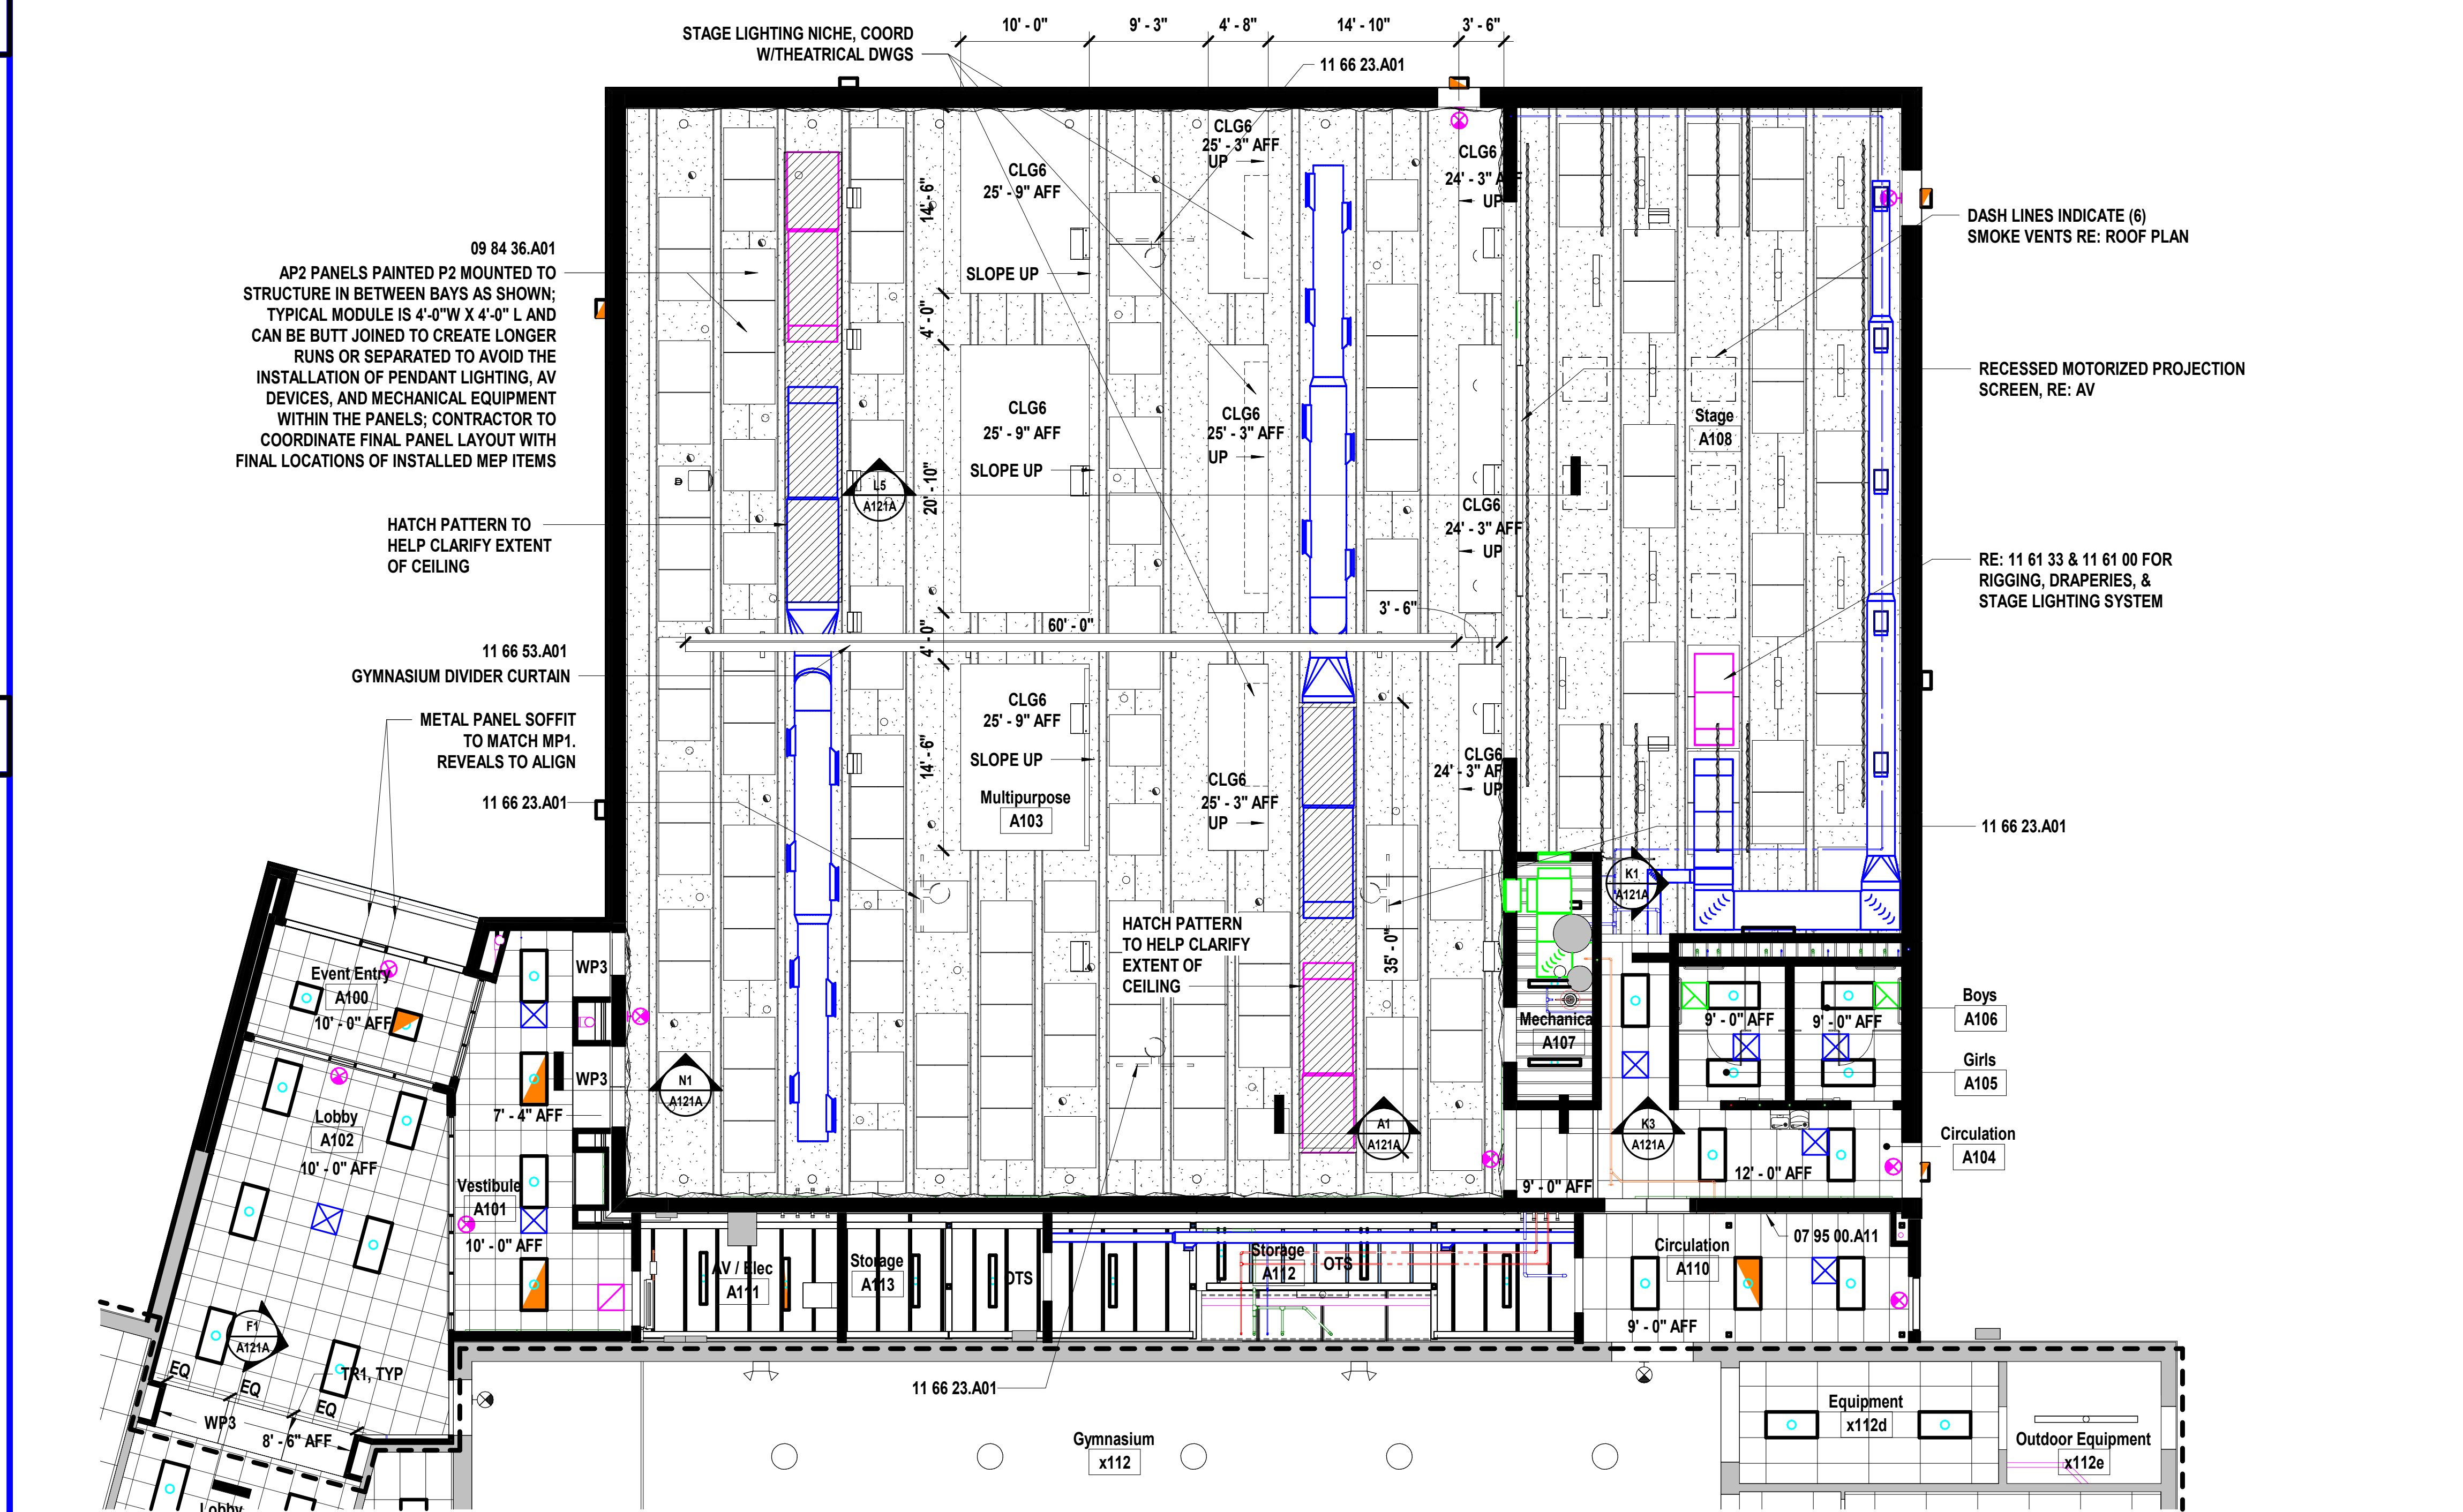 10' - 0"
9' - 3"
4' - 8"
14' - 10"
3' - 6"
STAGE LIGHTING NICHE, COORD
W/THEATRICAL DWGS
11 66 23.A01
CLG6
25' - 3" AFF
UP
CLG6
25' - 9" AFF
SLOPE UP
14' - 6"
CLG6
24' - 3" AFF
UP
DASH LINES INDICATE (6)
SMOKE VENTS RE: ROOF PLAN
09 84 36.A01
AP2 PANELS PAINTED P2 MOUNTED TO
STRUCTURE IN BETWEEN BAYS AS SHOWN;
TYPICAL MODULE IS 4'-0"W X 4'-0" L AND
CAN BE BUTT JOINED TO CREATE LONGER
RUNS OR SEPARATED TO AVOID THE
INSTALLATION OF PENDANT LIGHTING, AV
DEVICES, AND MECHANICAL EQUIPMENT
WITHIN THE PANELS; CONTRACTOR TO
COORDINATE FINAL PANEL LAYOUT WITH
FINAL LOCATIONS OF INSTALLED MEP ITEMS
4' - 0"
RECESSED MOTORIZED PROJECTION
SCREEN, RE: AV
CLG6
25' - 9" AFF
SLOPE UP
CLG6
25' - 3" AFF
UP
Stage
A108
L5
A121A
20' - 10"
CLG6
24' - 3" AFF
UP
HATCH PATTERN TO
HELP CLARIFY EXTENT
OF CEILING
RE: 11 61 33 & 11 61 00 FOR
RIGGING, DRAPERIES, &
STAGE LIGHTING SYSTEM
3' - 6"
60' - 0"
4' - 0"
11 66 53.A01
GYMNASIUM DIVIDER CURTAIN
METAL PANEL SOFFIT
TO MATCH MP1.
REVEALS TO ALIGN
11 66 23.A01
CLG6
25' - 9" AFF
SLOPE UP
14' - 6"
Multipurpose
A103
CLG6
25' - 3" AFF
UP
CLG6
24' - 3" AFF
UP
11 66 23.A01
K1
A121A
HATCH PATTERN
TO HELP CLARIFY
EXTENT OF
CEILING
35' - 0"
Event Entry
A100
10' - 0" AFF
WP3
WP3
7' - 4" AFF
Mechanical
A107
9' - 0" AFF
9' - 0" AFF
Boys
A106
Girls
A105
N1
A121A
A1
A121A
K3
A121A
Circulation
A104
Lobby
A102
10' - 0" AFF
Vestibule
A101
10' - 0" AFF
9' - 0" AFF
12' - 0" AFF
AV / Elec
A111
Storage
A113
OTS
Storage
A112
OTS
Circulation
A110
9' - 0" AFF
07 95 00.A11
F1
A121A
EQ
EQ
EQ
TR1, TYP
WP3
8' - 6" AFF
11 66 23.A01
Gymnasium
x112
Equipment
x112d
Outdoor Equipment
x112e
Lobby